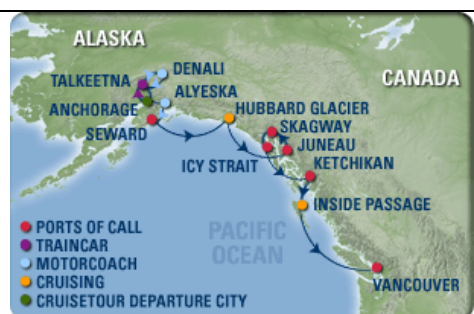 ALASKA
CANADA
DENALI
TALKEETNA
ALYESKA
ANCHORAGE
HUBBARD GLACIER
SEWARD
SKAGWAY
JUNEAU
ICY STRAIT
KETCHIKAN
INSIDE PASSAGE
PACIFIC
OCEAN
VANCOUVER
PORTS OF CALL
TRAINCAR
MOTORCOACH
CRUISING
CRUISETOUR DEPARTURE CITY